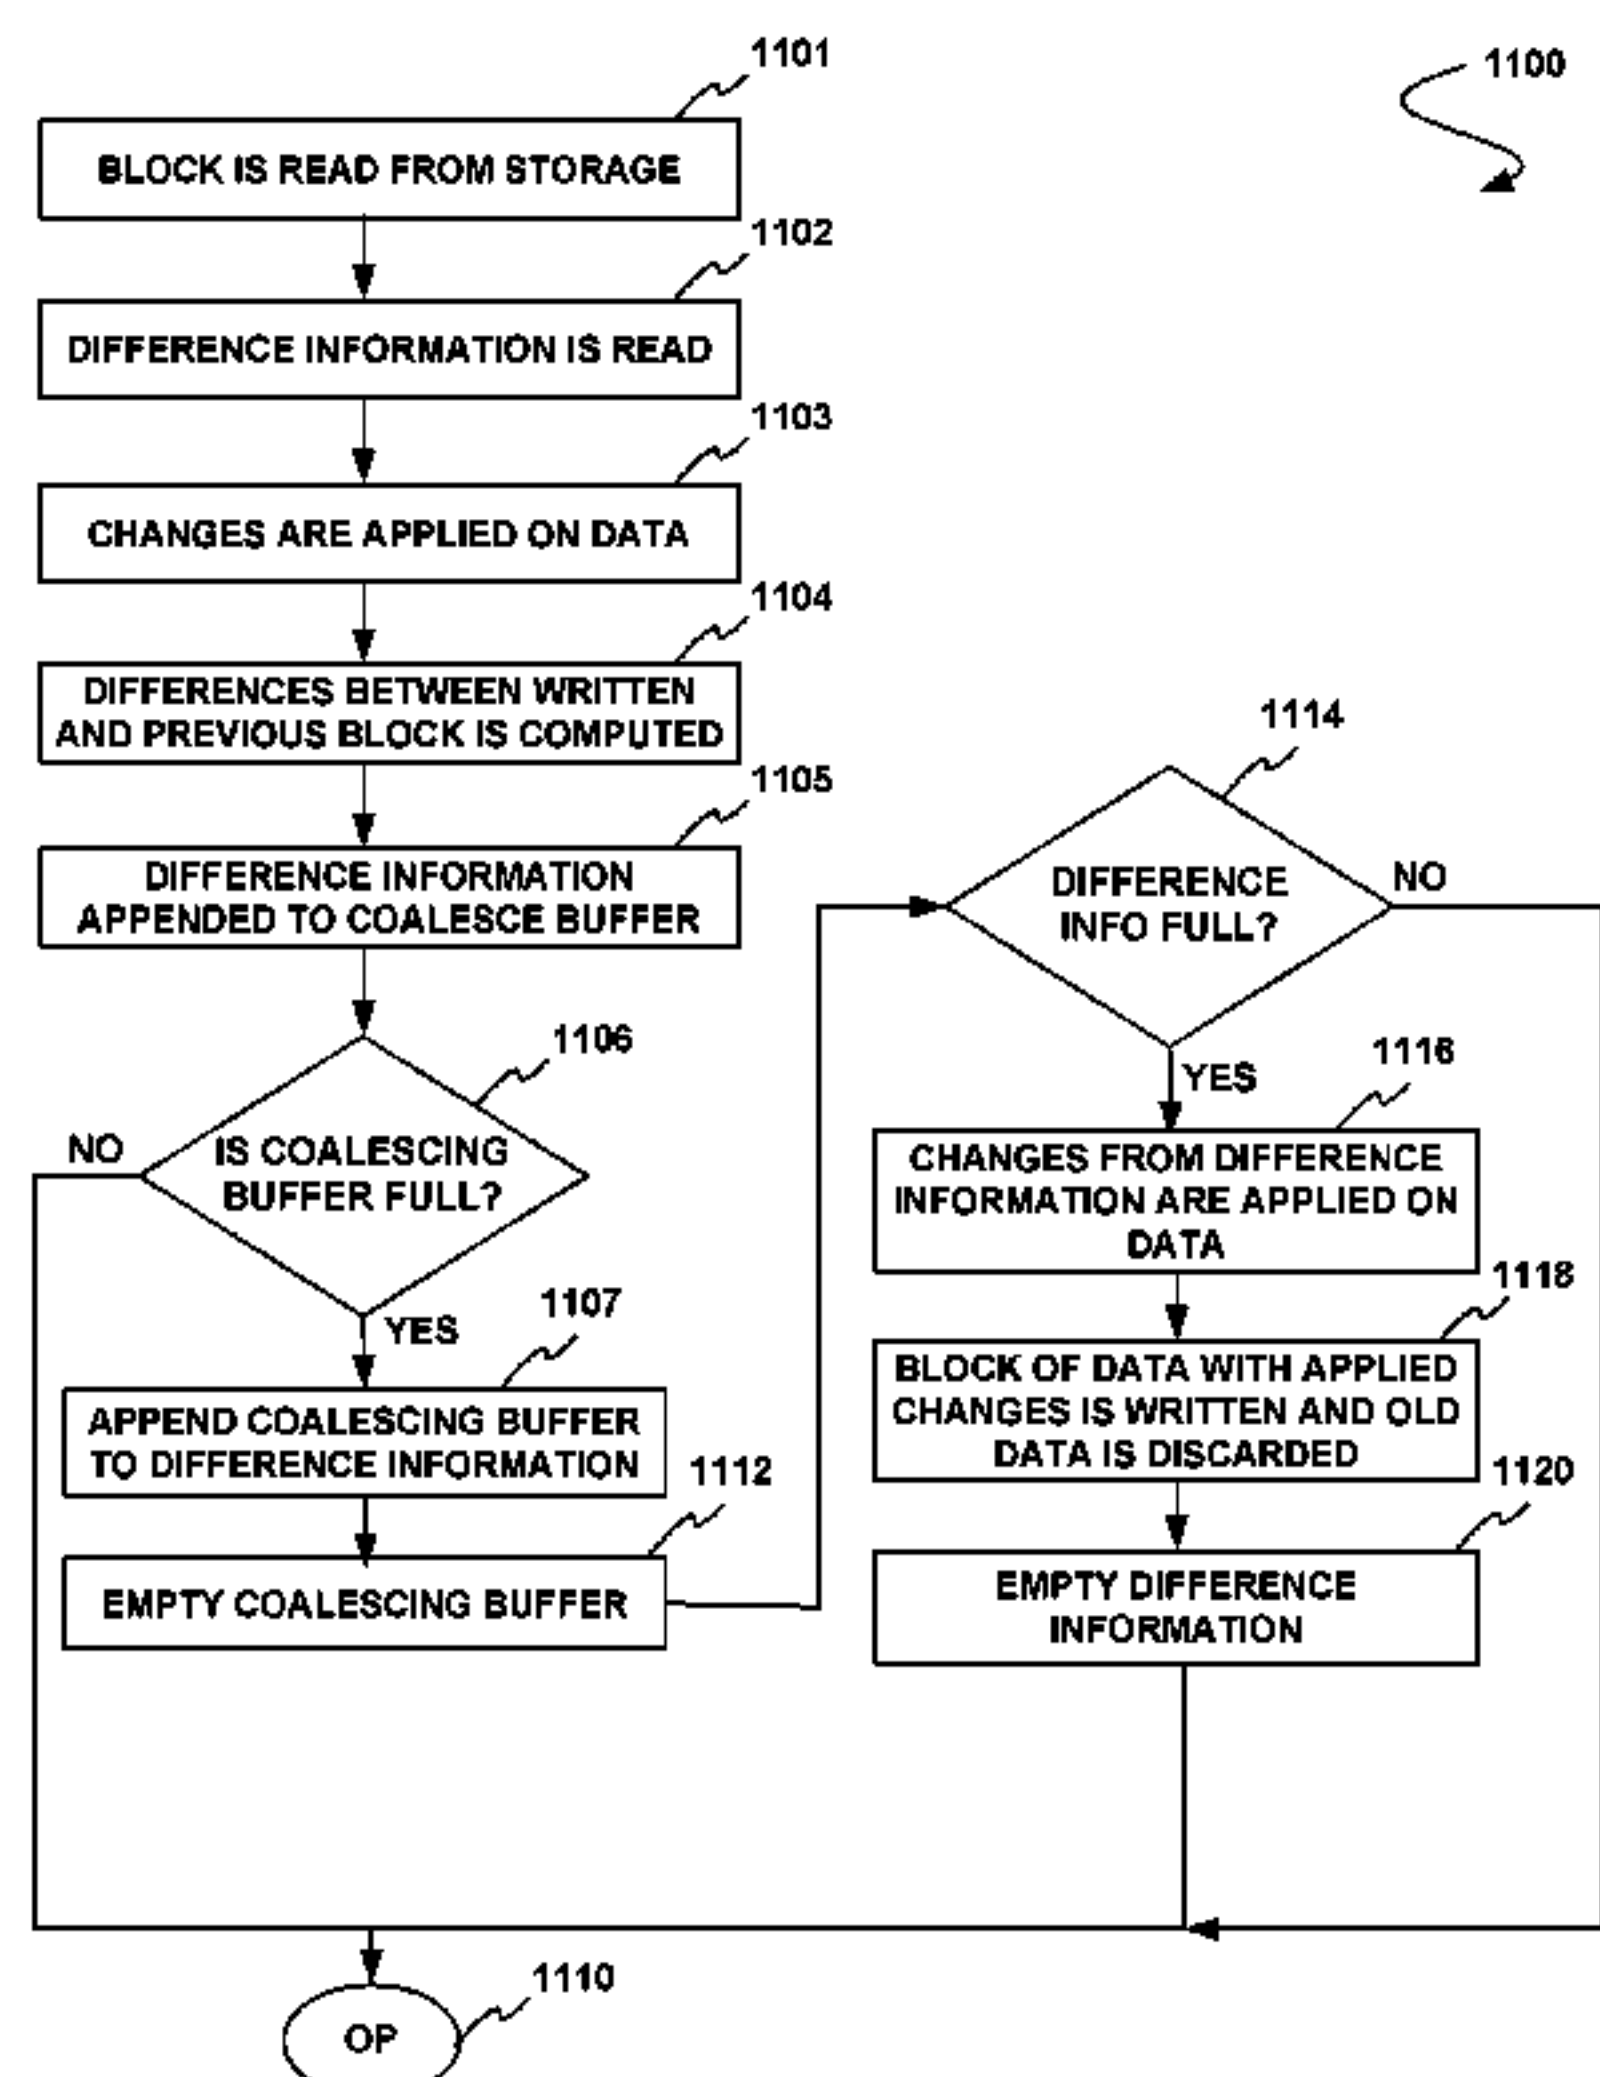 1101
1100
BLOCK IS READ FROM STORAGE
1102
DIFFERENCE INFORMATION IS READ
1103
CHANGES ARE APPLIED ON DATA
1104
DIFFERENCES BETWEEN WRITTEN
AND PREVIOUS BLOCK IS COMPUTED
1105
DIFFERENCE INFORMATION
APPENDED TO COALESCE BUFFER
1106
NO
IS COALESCING
BUFFER FULL?
YES
1107
APPEND COALESCING BUFFER
TO DIFFERENCE INFORMATION
1112
EMPTY COALESCING BUFFER
1114
DIFFERENCE
INFO FULL?
NO
YES
1116
CHANGES FROM DIFFERENCE
INFORMATION ARE APPLIED ON
DATA
1118
BLOCK OF DATA WITH APPLIED
CHANGES IS WRITTEN AND OLD
DATA IS DISCARDED
1120
EMPTY DIFFERENCE
INFORMATION
1110
OP